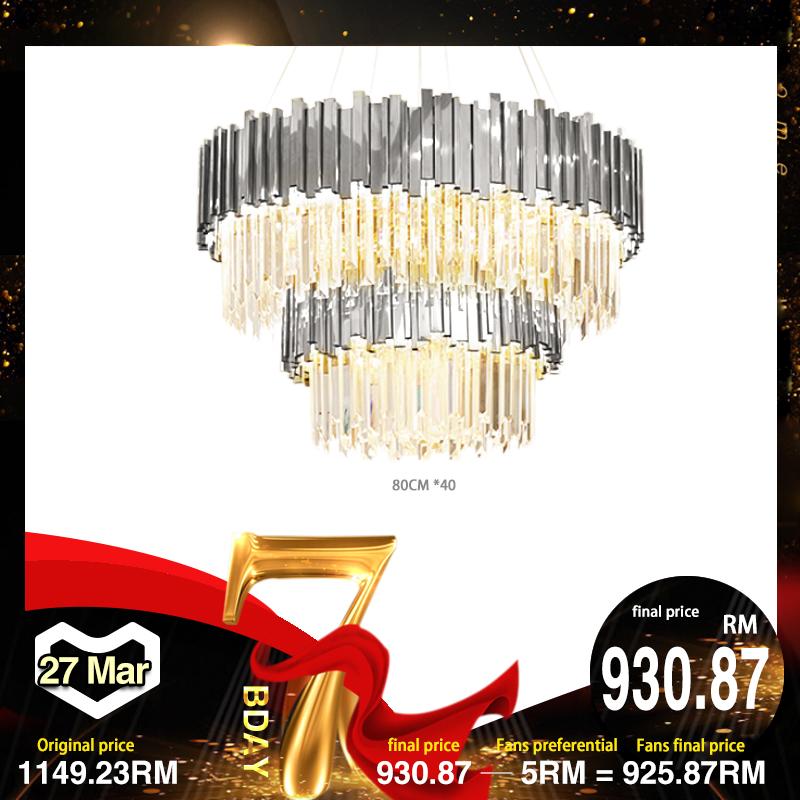 80CM *40
7
BDAY
27 Mar
final price
RM
930.87
Original price
1149.23RM
final price
Fans preferential
Fans final price
930.87 — 5RM = 925.87RM